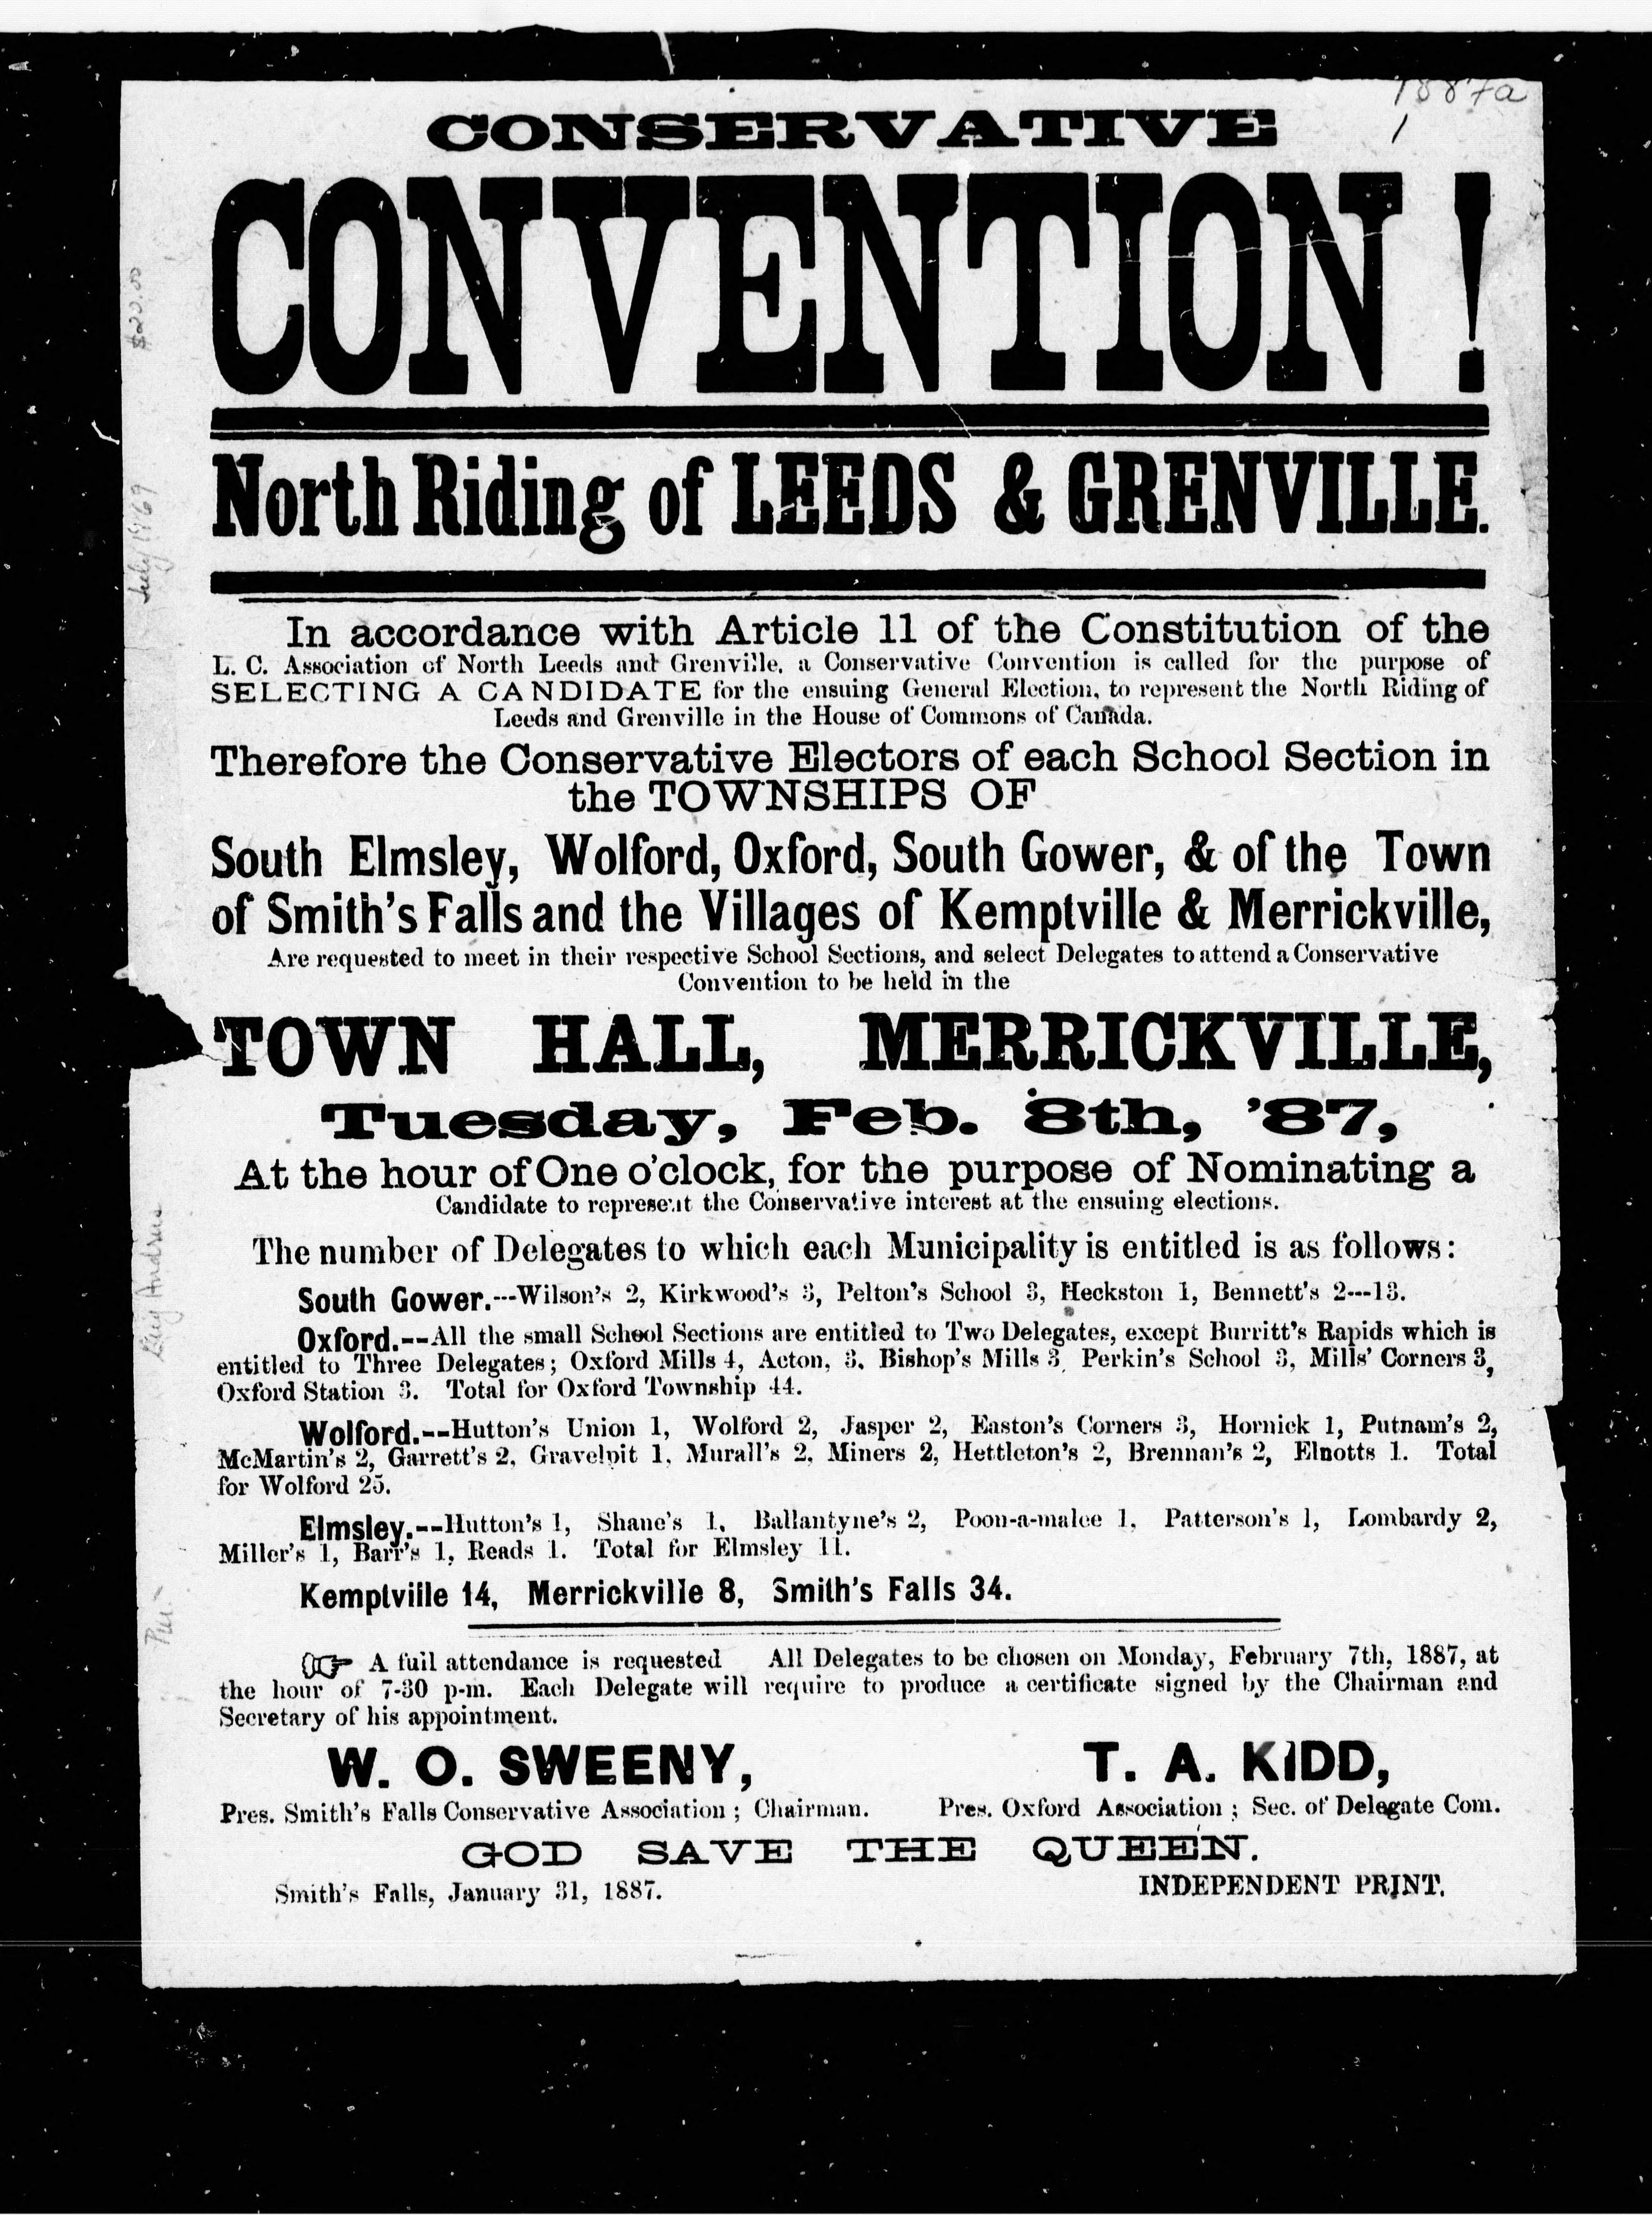 1887a
1
CONSERVATIVE
CONVENTION!
North Riding of LEEDS & GRENVILLE.
In accordance with Article 11 of the Constitution of the
L. C. Association of North Leeds and Grenville, a Conservative Convention is called for the purpose of
SELECTING A CANDIDATE for the ensuing General Election, to represent the North Riding of
Leeds and Grenville in the House of Commons of Canada.
Therefore the Conservative Electors of each School Section in
the TOWNSHIPS OF
South Elmsley, Wolford, Oxford, South Gower, & of the Town
of Smith's Falls and the Villages of Kemptville & Merrickville,
Are requested to meet in their respective School Sections, and select Delegates to attend a Conservative
Convention to be held in the
TOWN HALL, MERRICKVILLE,
Tuesday, Feb. 8th, '87,
At the hour of One o'clock, for the purpose of Nominating a
Candidate to represent the Conservative interest at the ensuing elections.
The number of Delegates to which each Municipality is entitled is as follows:
South Gower.---Wilson's 2, Kirkwood's 3, Pelton's School 3, Heckston 1, Bennett's 2---13.
Oxford.--All the small School Sections are entitled to Two Delegates, except Burritt's Rapids which is
entitled to Three Delegates; Oxford Mills 4, Acton, 3, Bishop's Mills 3, Perkin's School 3, Mills' Corners 3,
Oxford Station 3. Total for Oxford Township 44.
Wolford.--Hutton's Union 1, Wolford 2, Jasper 2, Easton's Corners 3, Hornick 1, Putnam's 2,
McMartin's 2, Garrett's 2, Gravelpit 1, Murall's 2, Miners 2, Hettleton's 2, Brennan's 2, Elnotts 1. Total
for Wolford 25.
Elmsley.--Hutton's 1, Shane's 1, Ballantyne's 2, Poon-a-malee 1, Patterson's 1, Lombardy 2,
Miller's 1, Barr's 1, Reads 1. Total for Elmsley 11.
Kemptville 14, Merrickville 8, Smith's Falls 34.
A full attendance is requested All Delegates to be chosen on Monday, February 7th, 1887, at
the hour of 7-30 p-m. Each Delegate will require to produce a certificate signed by the Chairman and
Secretary of his appointment.
W. O. SWEENY, T. A. KIDD,
Pres. Smith's Falls Conservative Association; Chairman. Pres. Oxford Association; Sec. of Delegate Com.
GOD SAVE THE QUEEN.
Smith's Falls, January 31, 1887. INDEPENDENT PRINT.
$20.00
July 1969